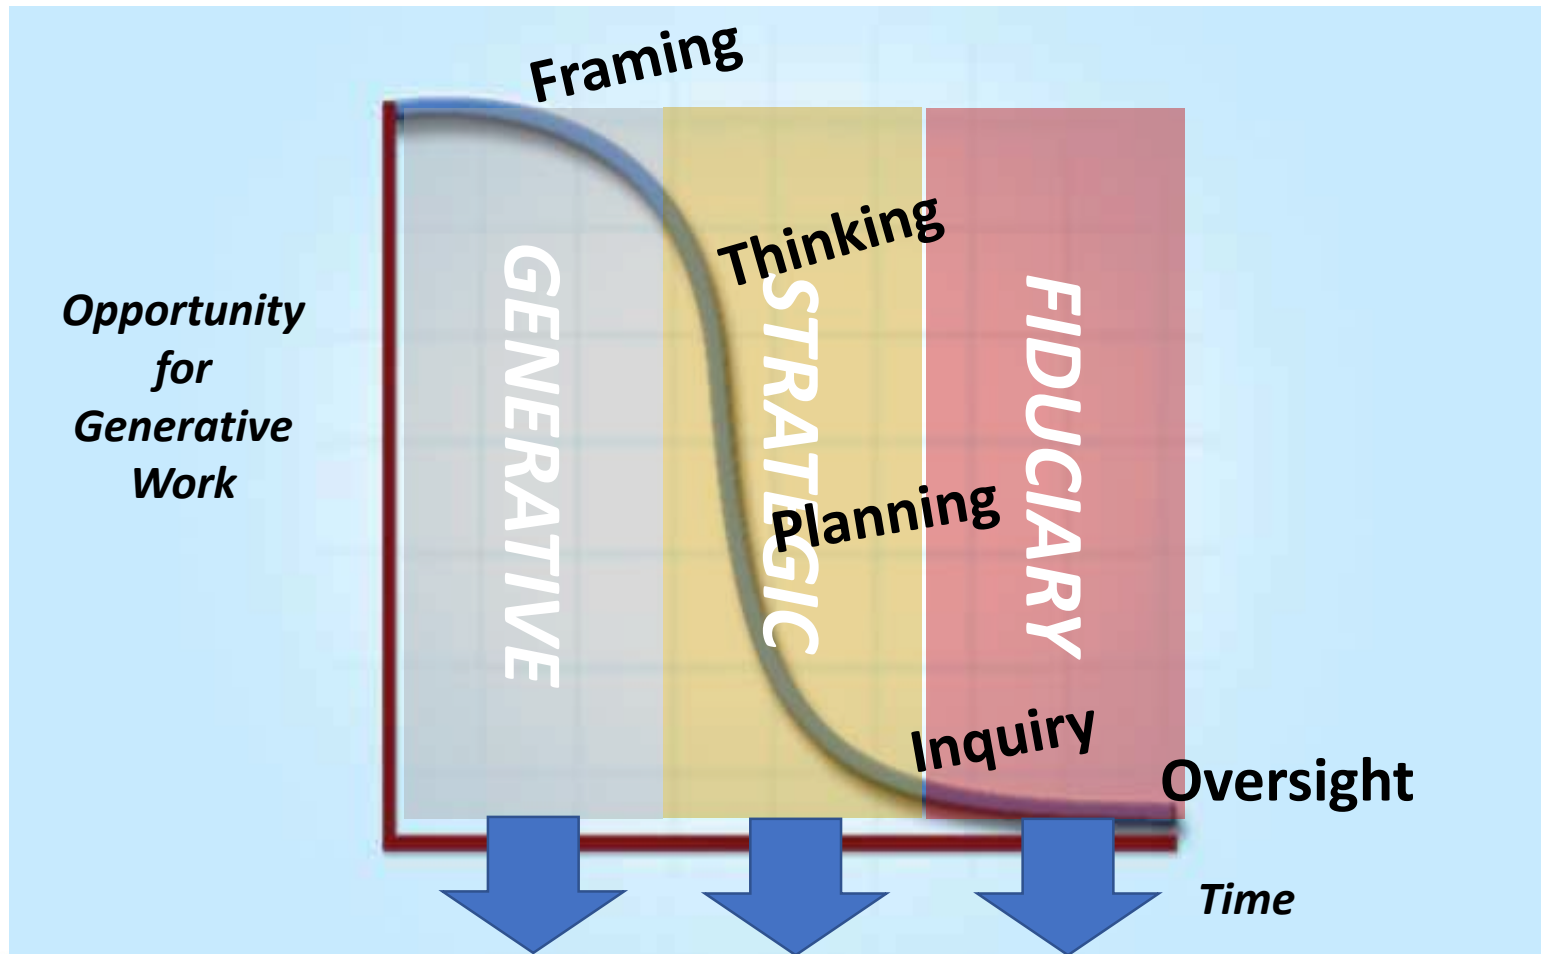 Framing
Thinking
Opportunity
for
Generative
Work
GENERATIVE
STRATEGIC
FIDUCIARY
Planning
Inquiry
Oversight
Time